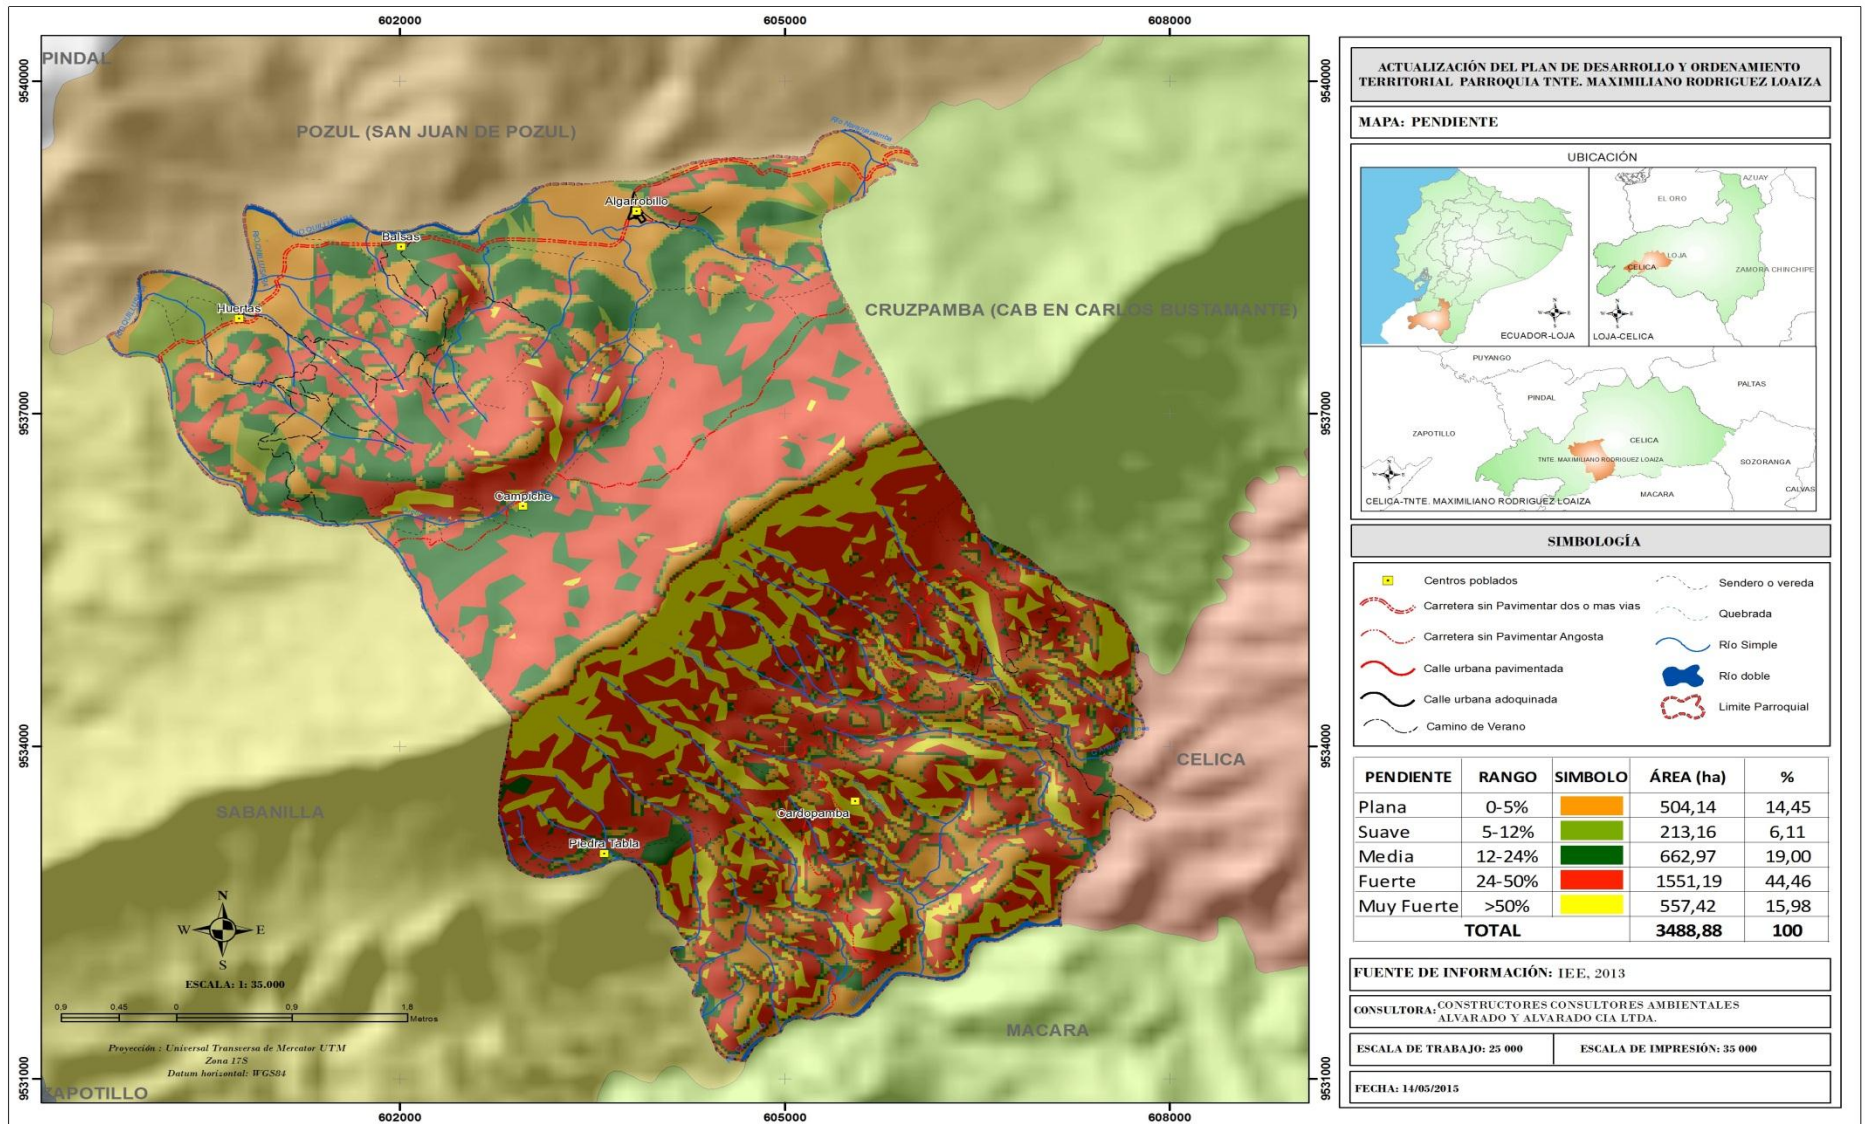 602000
605000
608000
9540000
9540000
PINDAL
POZUL (SAN JUAN DE POZUL)
Río
Algarrobillo
Balsas
Huertas
CRUZPAMBA (CAB EN CARLOS BUSTAMANTE)
9537000
9537000
Campiche
9534000
9534000
CELICA
Cardopamba
SABANILLA
Piedra Tabla
N
W
E
S
ESCALA: 1: 35.000
0,9
0,45
0
0,9
1,8
Metros
MACARA
Proyección : Universal Transversa de Mercator UTM
Zona 17S
Datum horizontal: WGS84
9531000
9531000
ZAPOTILLO
602000
605000
608000
ACTUALIZACIÓN DEL PLAN DE DESARROLLO Y ORDENAMIENTO
TERRITORIAL PARROQUIA TNTE. MAXIMILIANO RODRIGUEZ LOAIZA
MAPA: PENDIENTE
UBICACIÓN
ECUADOR-LOJA
AZUAY
EL ORO
LOJA
CELICA
ZAMORA CHINCHIPE
LOJA-CELICA
PUYANGO
PALTAS
PINDAL
ZAPOTILLO
CELICA
TNTE. MAXIMILIANO RODRIGUEZ LOAIZA
SOZORANGA
CALVAS
MACARA
CELICA-TNTE. MAXIMILIANO RODRIGUEZ LOAIZA
SIMBOLOGÍA
Centros poblados
Carretera sin Pavimentar dos o mas vias
Carretera sin Pavimentar Angosta
Calle urbana pavimentada
Calle urbana adoquinada
Camino de Verano
Sendero o vereda
Quebrada
Río Simple
Río doble
Limite Parroquial
PENDIENTE RANGO SIMBOLO ÁREA (ha) %
Plana 0-5% 504,14 14,45
Suave 5-12% 213,16 6,11
Media 12-24% 662,97 19,00
Fuerte 24-50% 1551,19 44,46
Muy Fuerte >50% 557,42 15,98
TOTAL 3488,88 100
FUENTE DE INFORMACIÓN: IEE, 2013
CONSULTORA: CONSTRUCTORES CONSULTORES AMBIENTALES
ALVARADO Y ALVARADO CIA LTDA.
ESCALA DE TRABAJO: 25 000
ESCALA DE IMPRESIÓN: 35 000
FECHA: 14/05/2015